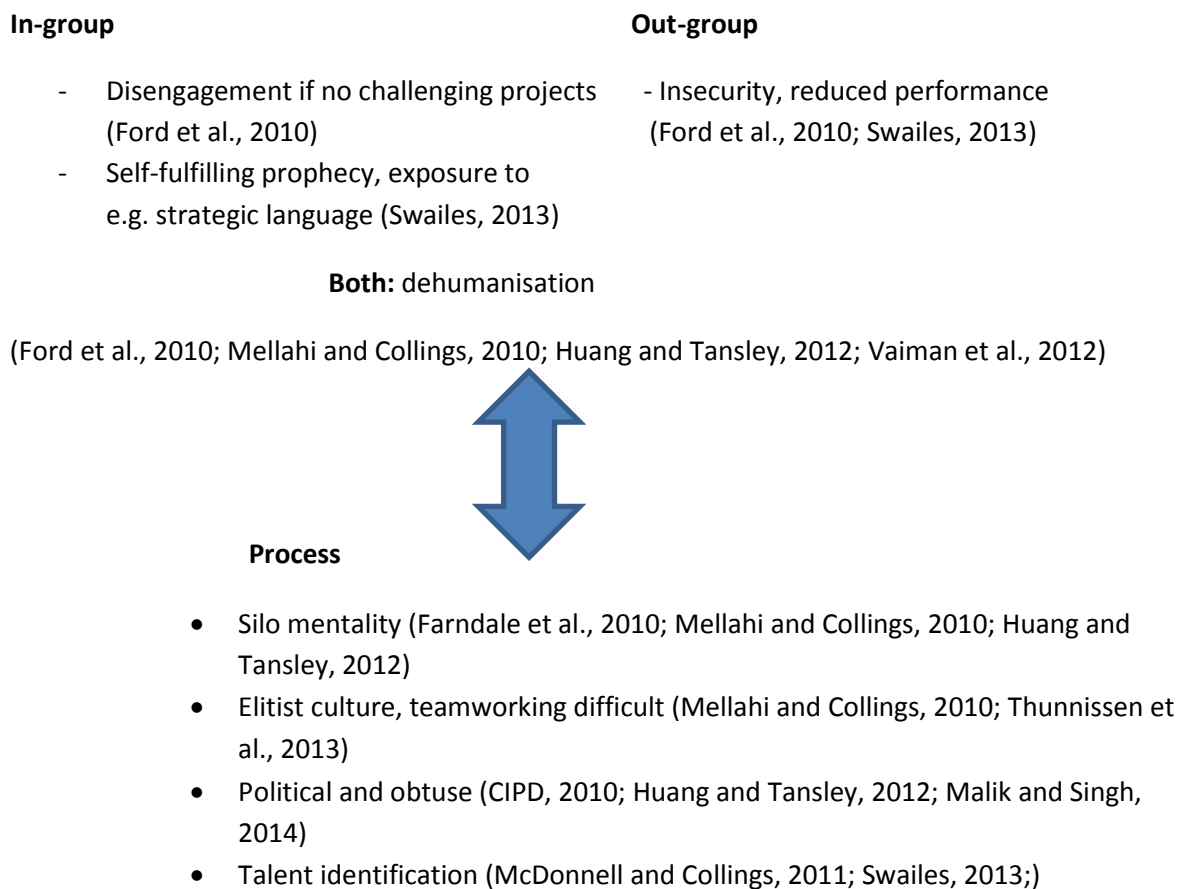 In-group Out-group
- Disengagement if no challenging projects - Insecurity, reduced performance
(Ford et al., 2010) (Ford et al., 2010; Swailes, 2013)
- Self-fulfilling prophecy, exposure to
e.g. strategic language (Swailes, 2013)
Both: dehumanisation
(Ford et al., 2010; Mellahi and Collings, 2010; Huang and Tansley, 2012; Vaiman et al., 2012)
Process
• Silo mentality (Farndale et al., 2010; Mellahi and Collings, 2010; Huang and
Tansley, 2012)
• Elitist culture, teamworking difficult (Mellahi and Collings, 2010; Thunnissen et
al., 2013)
• Political and obtuse (CIPD, 2010; Huang and Tansley, 2012; Malik and Singh,
2014)
• Talent identification (McDonnell and Collings, 2011; Swailes, 2013;)